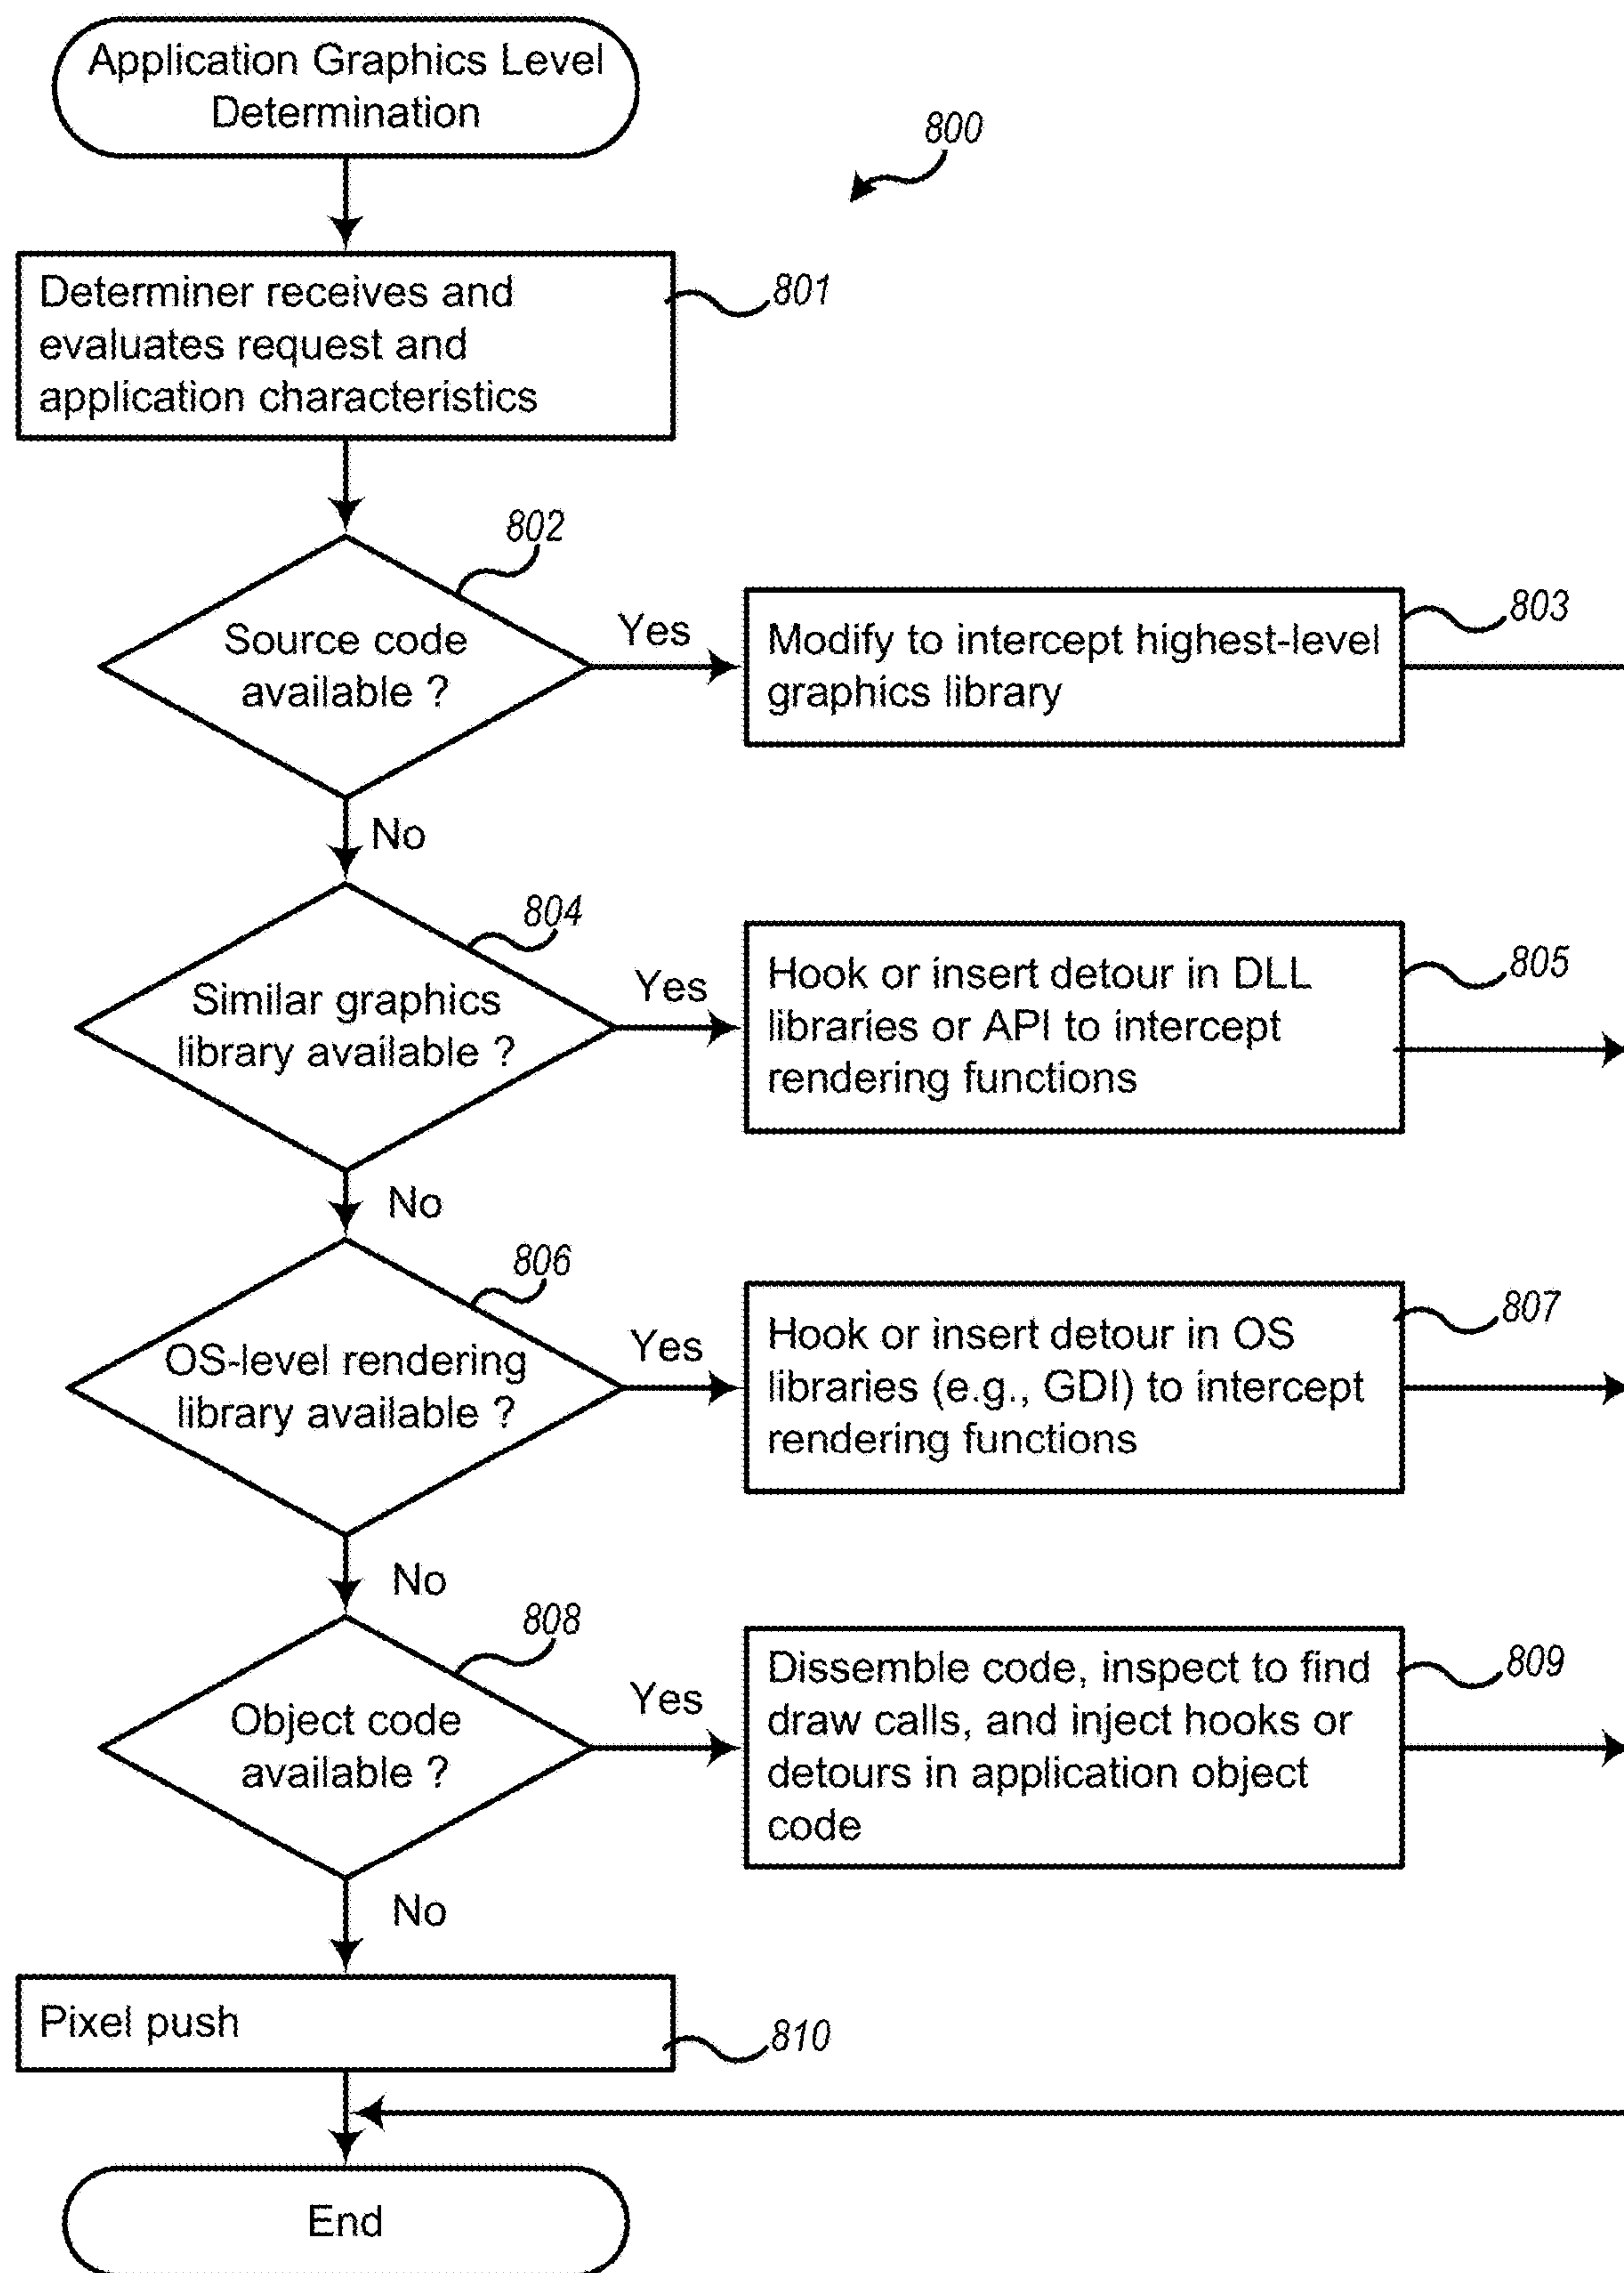 Application Graphics Level
Determination
800
Determiner receives and
evaluates request and
application characteristics
801
802
Source code
available ?
Yes
Modify to intercept highest-level
graphics library
803
No
804
Similar graphics
library available ?
Yes
Hook or insert detour in DLL
libraries or API to intercept
rendering functions
805
No
806
OS-level rendering
library available ?
Yes
Hook or insert detour in OS
libraries (e.g., GDI) to intercept
rendering functions
807
No
808
Object code
available ?
Yes
Dissemble code, inspect to find
draw calls, and inject hooks or
detours in application object
code
809
No
Pixel push
810
End